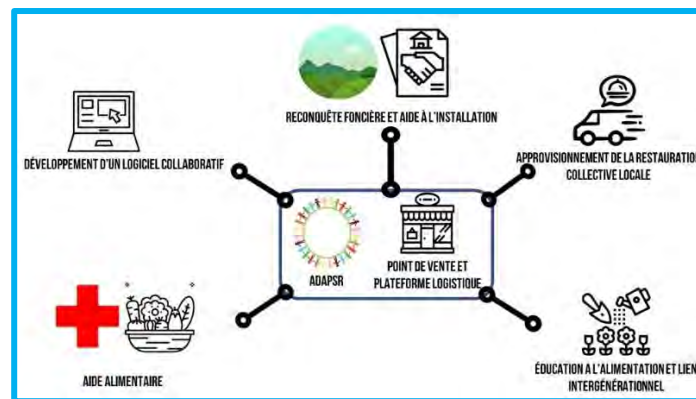 RECONQUÊTE FONCIÈRE ET AIDE À L'INSTALLATION
DÉVELOPPEMENT D'UN LOGICIEL COLLABORATIF
APPROVISIONNEMENT DE LA RESTAURATION
COLLECTIVE LOCALE
ADAPSR
POINT DE VENTE ET
PLATEFORME LOGISTIQUE
AIDE ALIMENTAIRE
ÉDUCATION A L'ALIMENTATION ET LIEN
INTERGÉNÉRATIONNEL